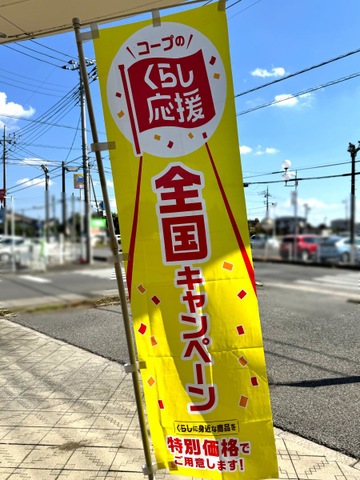 コープの
くらし
応援
全国
キャンペーン
くらしに身近な商品を
特別価格で
ご用意します!